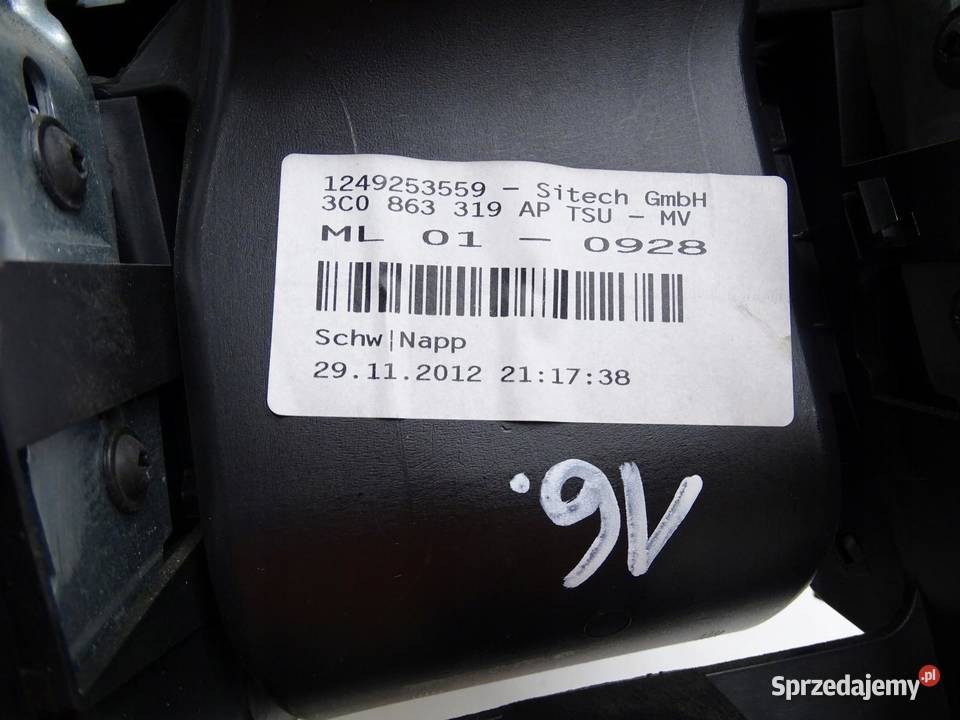 1249253559 - Sitech GmbH
3C0 863 319 AP TSU - MV
ML 01 - 0928
Schw|Napp
29.11.2012 21:17:38
16.
Sprzedajemy.pl